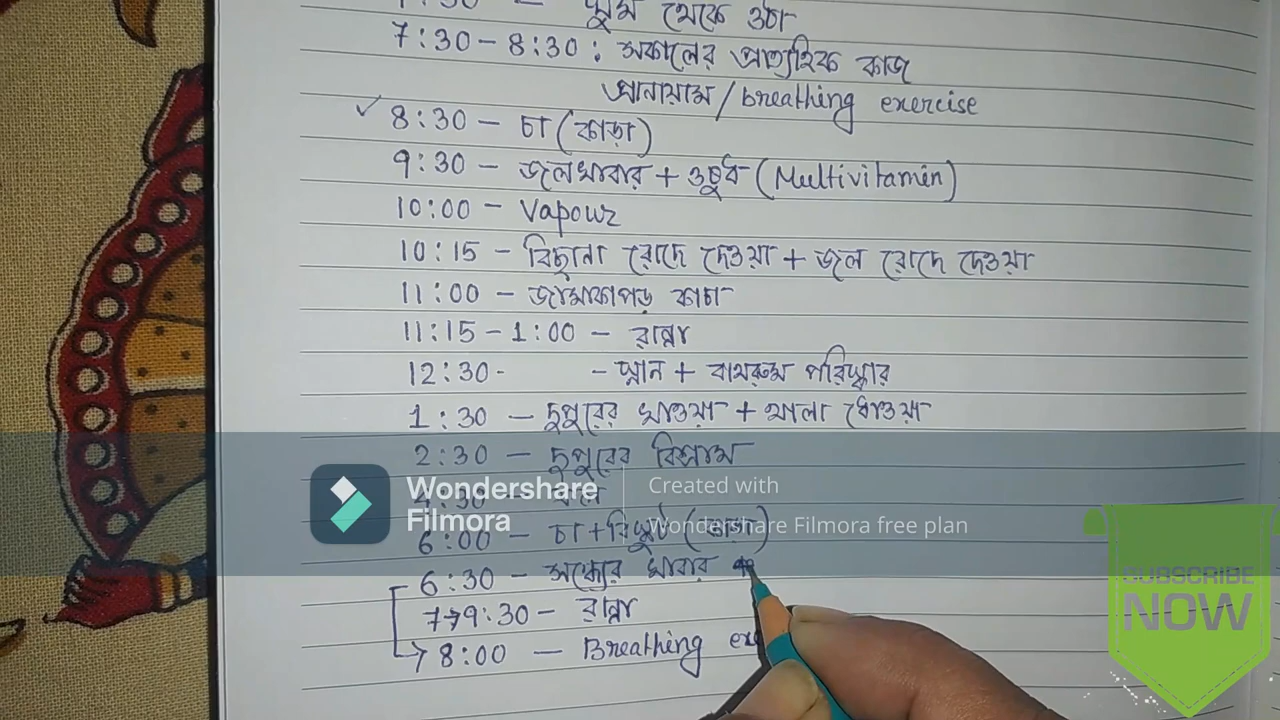 ঘুম থেকে ওঠা
7:30-8:30: সকালের প্রাত্যহিক কাজ
প্রানায়াম/breathing exercise
✓ 8:30 - চা (কাড়া)
9:30 - জলখাবার + ওষুধ (Multivitamin)
10:00 - Vapour
10:15 - বিছানা রোদে দেওয়া + জল রোদে দেওয়া
11:00 - জামাকাপড় কাচা
11:15-1:00 - রান্না
12:30- - স্নান + বাথরুম পরিষ্কার
1:30 - দুপুরের খাওয়া + থালা ধোওয়া
2:30 - দুপুরের বিশ্রাম
4:30 -
6:00 - চা+বিস্কুট (কাড়া)
6:30 - সন্ধ্যের খাবার
7→9:30 - রান্না
→ 8:00 - Breathing
Wondershare Filmora
Created with
Wondershare Filmora free plan
SUBSCRIBE
NOW